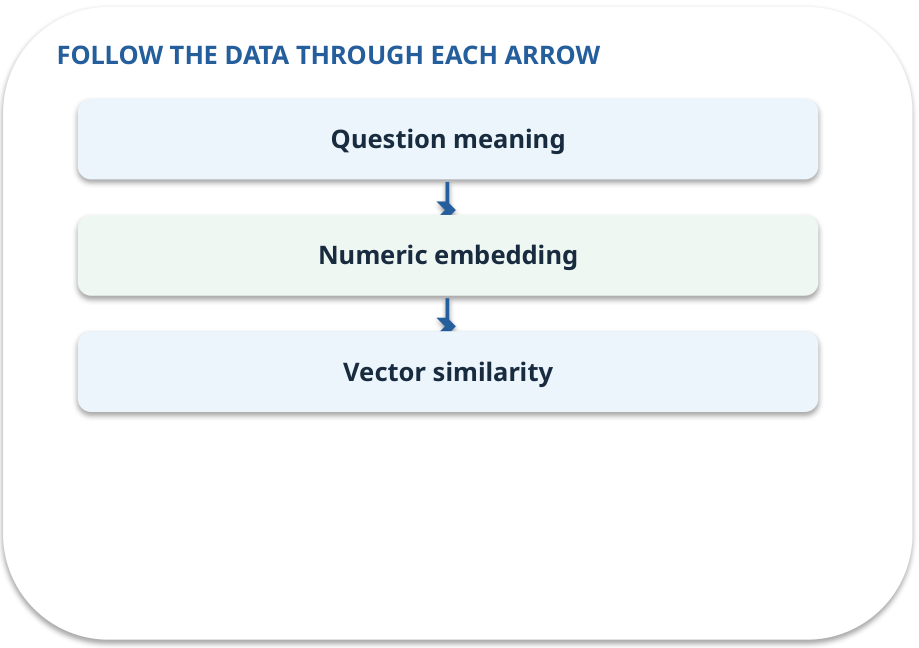 FOLLOW THE DATA THROUGH EACH ARROW
Question meaning
Numeric embedding
Vector similarity